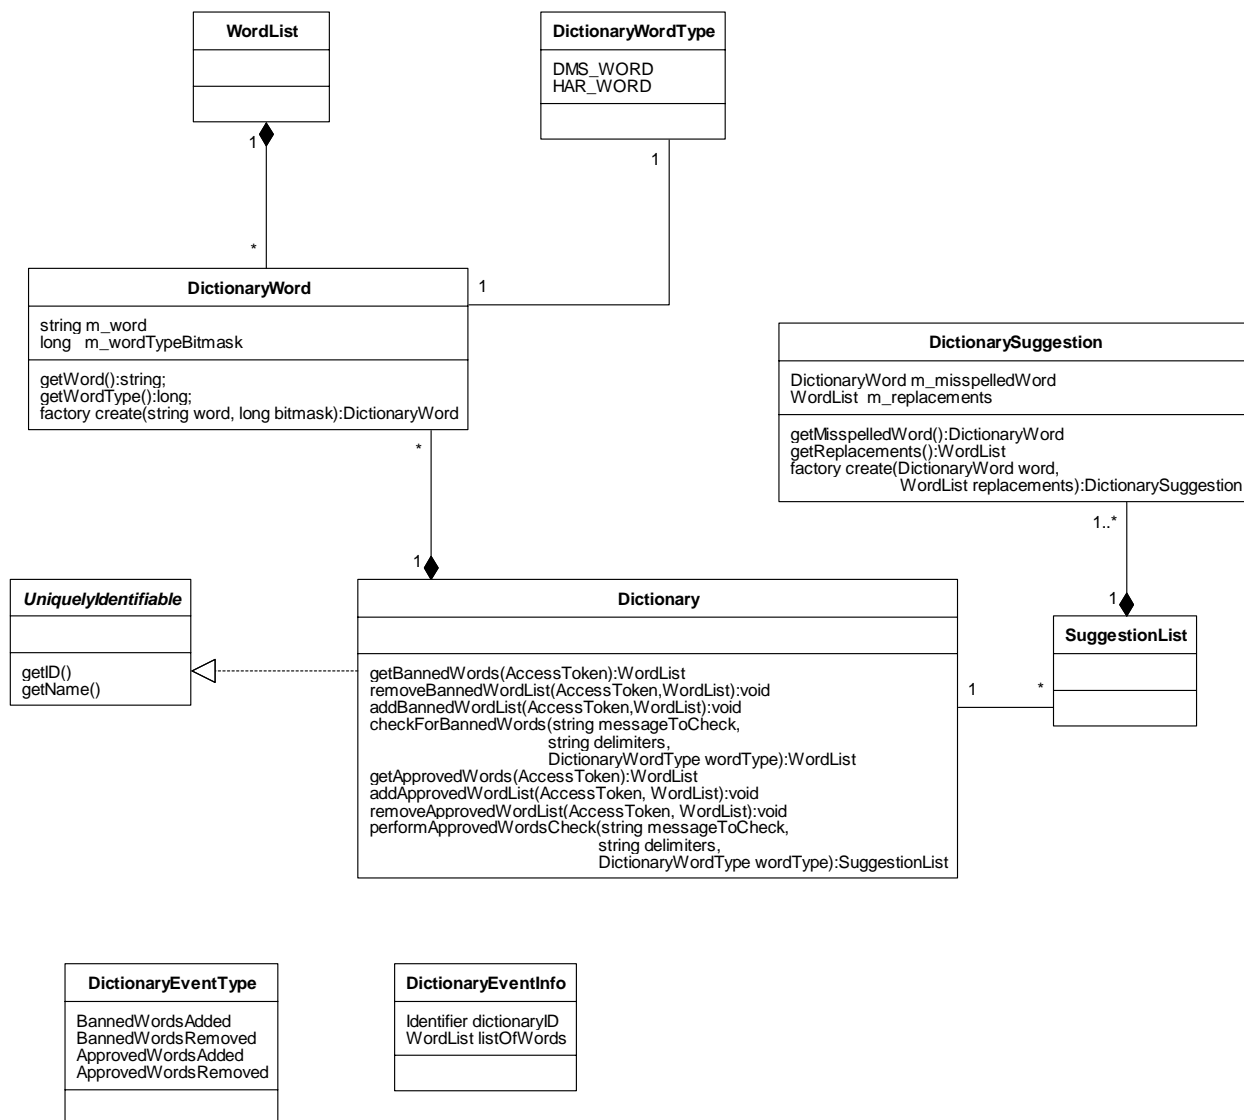 WordList
DictionaryWordType
DMS_WORD
HAR_WORD
1
1
*
DictionaryWord
1
string m_word
long m_wordTypeBitmask
getWord():string;
getWordType():long;
factory create(string word, long bitmask):DictionaryWord
DictionarySuggestion
DictionaryWord m_misspelledWord
WordList m_replacements
getMisspelledWord():DictionaryWord
getReplacements():WordList
factory create(DictionaryWord word,
WordList replacements):DictionarySuggestion
*
1..*
1
1
UniquelyIdentifiable
getID()
getName()
Dictionary
getBannedWords(AccessToken):WordList
removeBannedWordList(AccessToken,WordList):void
addBannedWordList(AccessToken,WordList):void
checkForBannedWords(string messageToCheck,
string delimiters,
DictionaryWordType wordType):WordList
getApprovedWords(AccessToken):WordList
addApprovedWordList(AccessToken, WordList):void
removeApprovedWordList(AccessToken, WordList):void
performApprovedWordsCheck(string messageToCheck,
string delimiters,
DictionaryWordType wordType):SuggestionList
SuggestionList
1
*
DictionaryEventType
BannedWordsAdded
BannedWordsRemoved
ApprovedWordsAdded
ApprovedWordsRemoved
DictionaryEventInfo
Identifier dictionaryID
WordList listOfWords